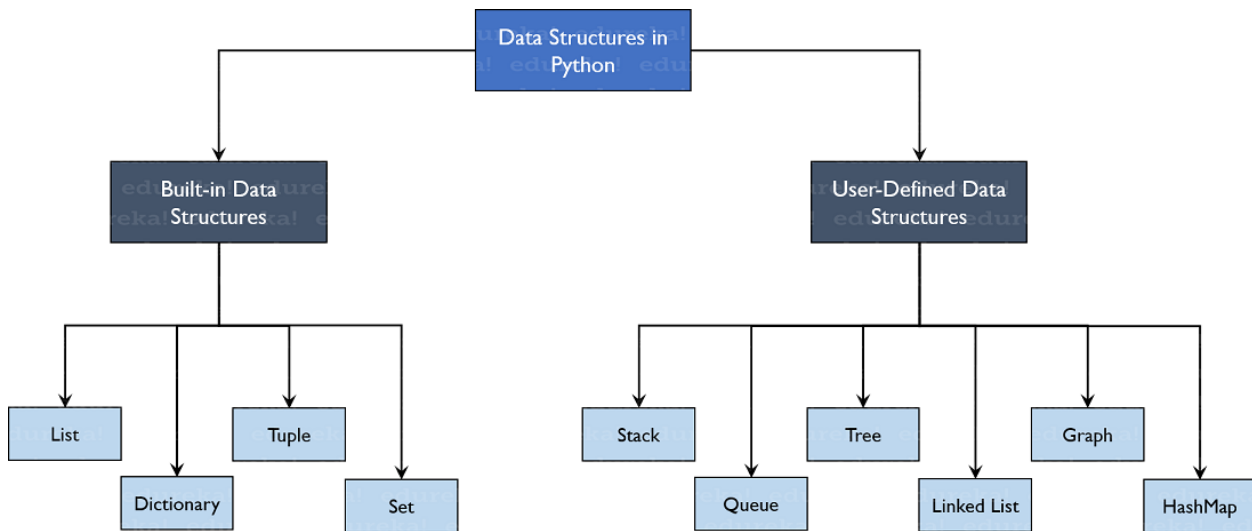 Data Structures in
Python
Built-in Data
Structures
User-Defined Data
Structures
List
Tuple
Stack
Tree
Graph
Dictionary
Set
Queue
Linked List
HashMap